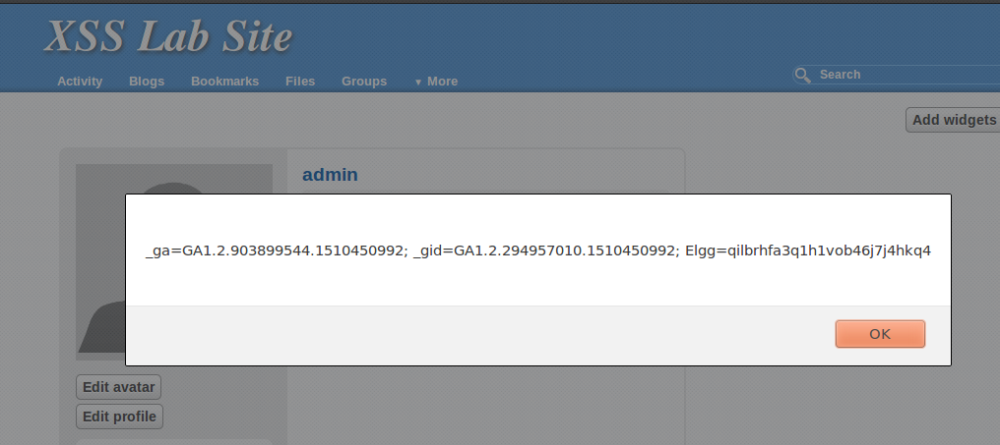 XSS Lab Site
Activity Blogs Bookmarks Files Groups ▼ More
Search
Add widgets
admin
_ga=GA1.2.903899544.1510450992; _gid=GA1.2.294957010.1510450992; Elgg=qilbrhfa3q1h1vob46j7j4hkq4
OK
Edit avatar
Edit profile